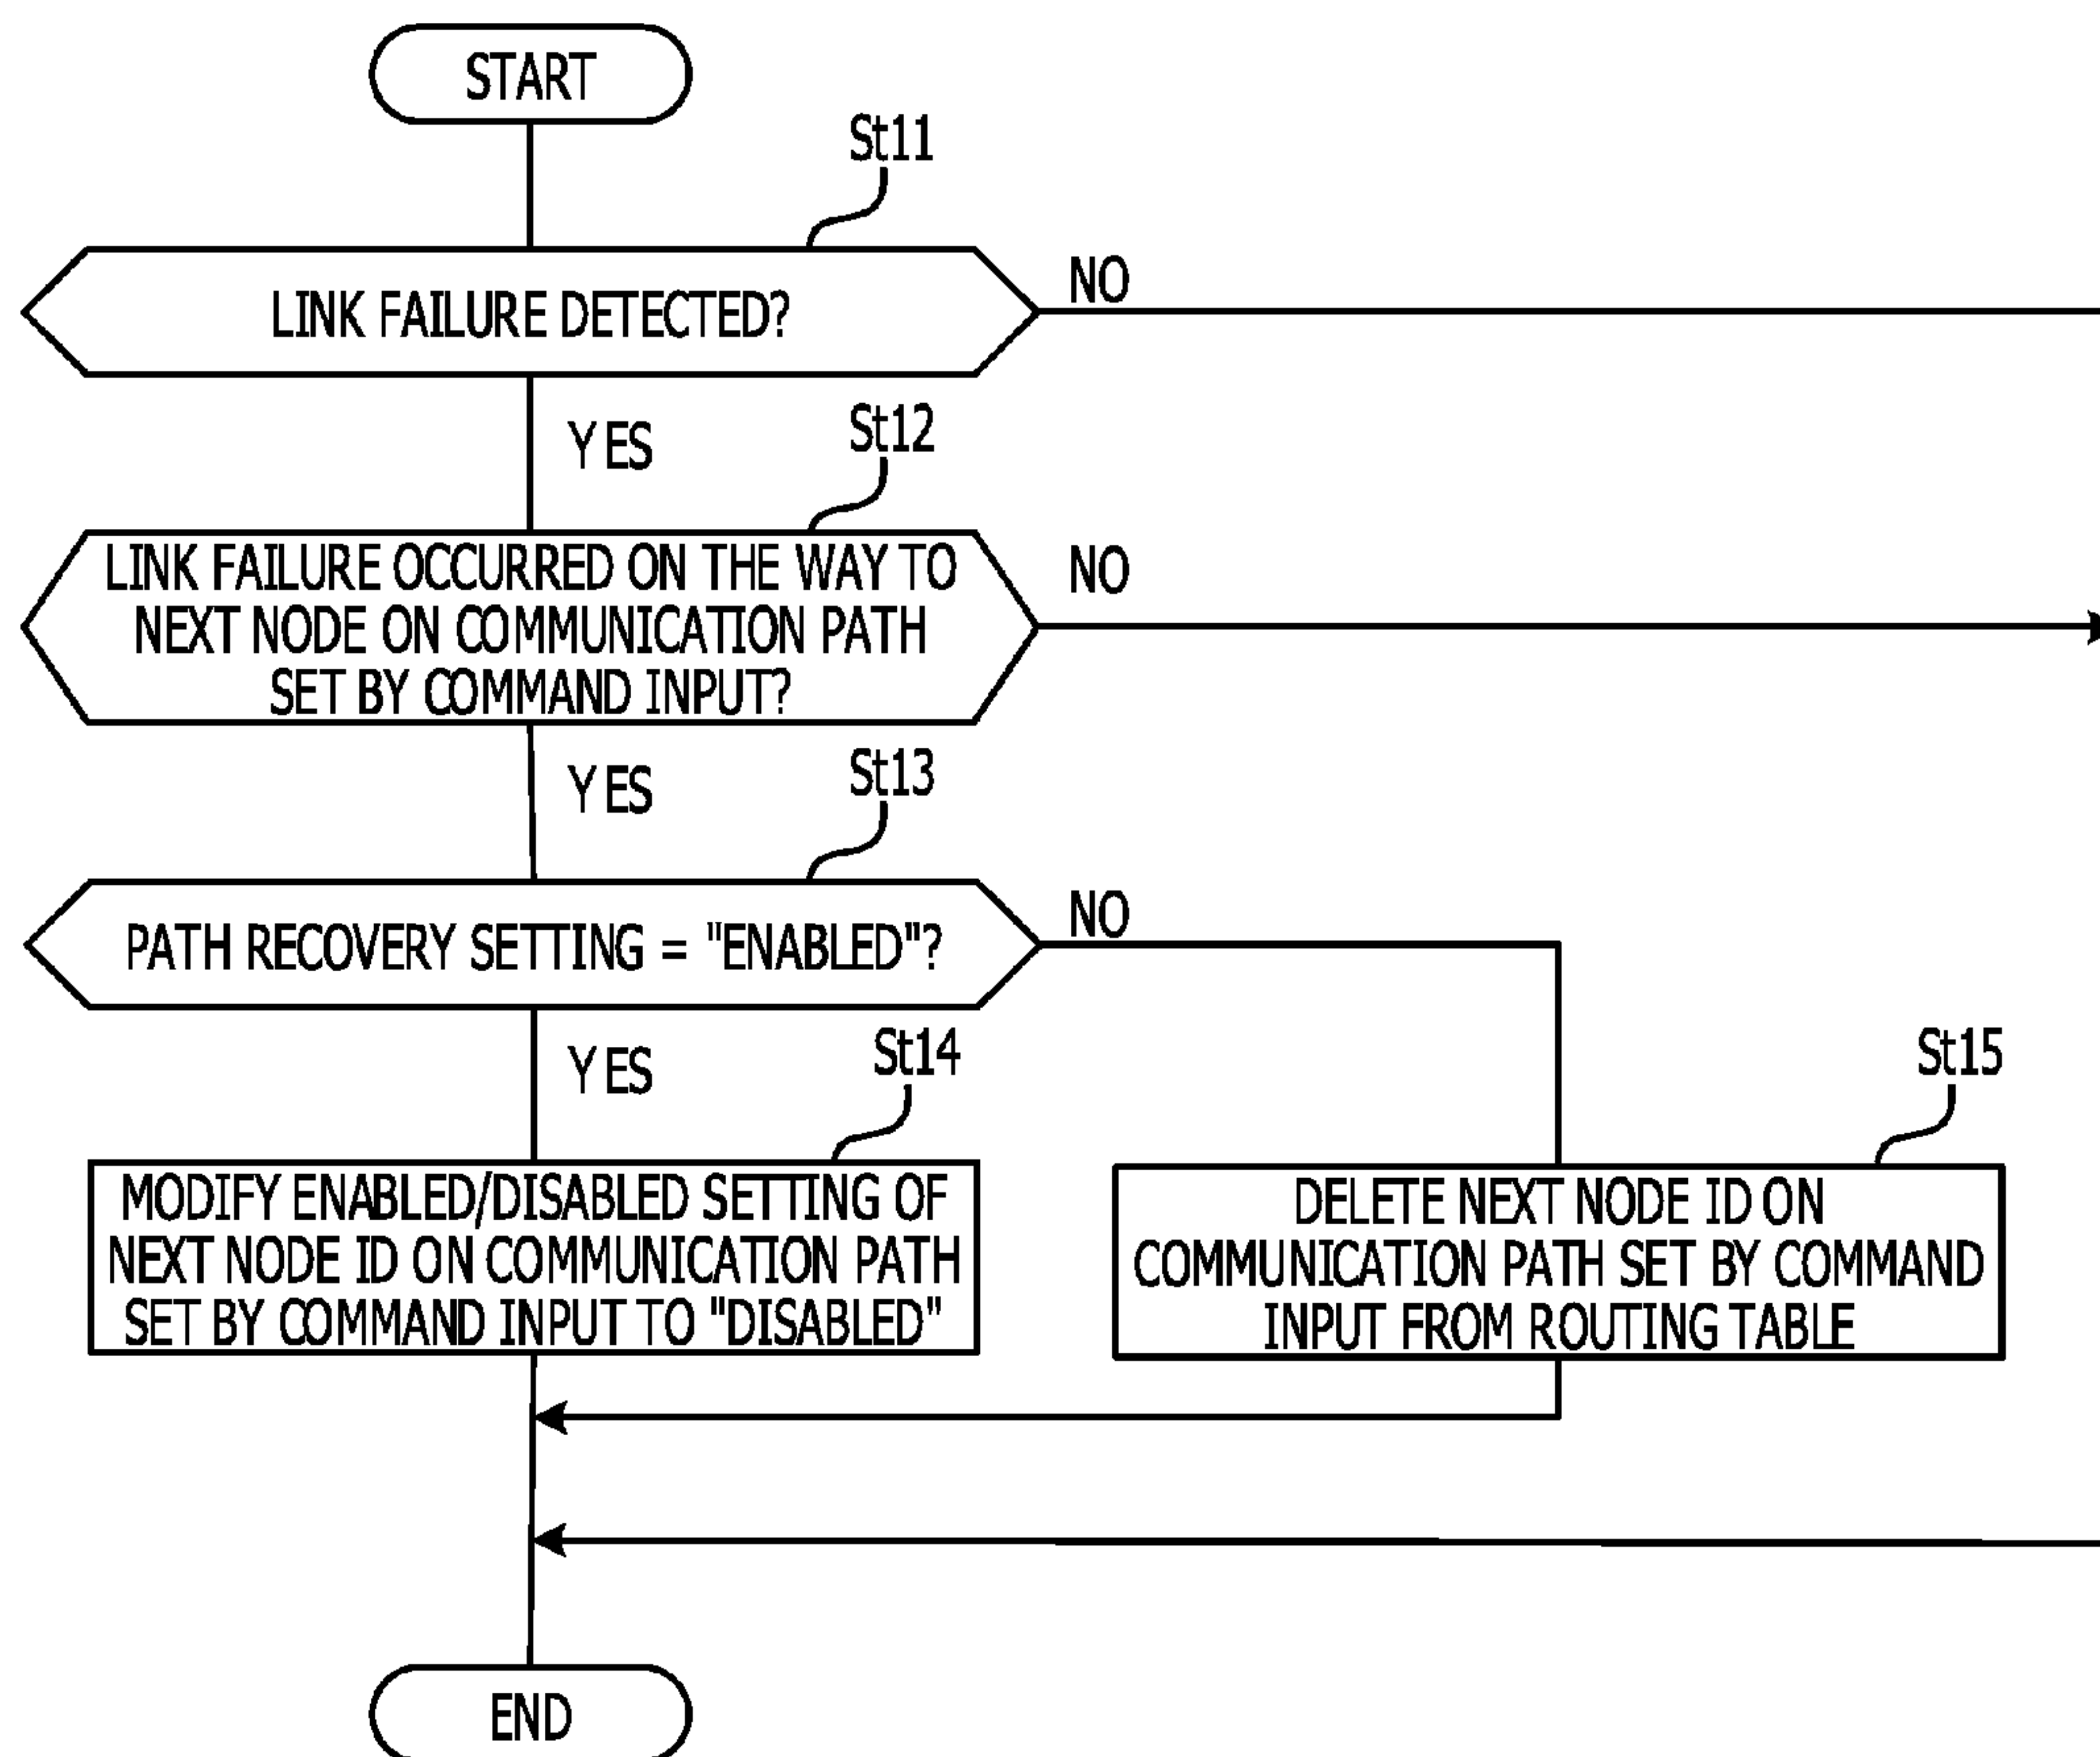 START
St11
LINK FAILURE DETECTED?
NO
YES
St12
LINK FAILURE OCCURRED ON THE WAY TO
NEXT NODE ON COMMUNICATION PATH
SET BY COMMAND INPUT?
NO
YES
St13
PATH RECOVERY SETTING = "ENABLED"?
NO
YES
St14
MODIFY ENABLED/DISABLED SETTING OF
NEXT NODE ID ON COMMUNICATION PATH
SET BY COMMAND INPUT TO "DISABLED"
St15
DELETE NEXT NODE ID ON
COMMUNICATION PATH SET BY COMMAND
INPUT FROM ROUTING TABLE
END